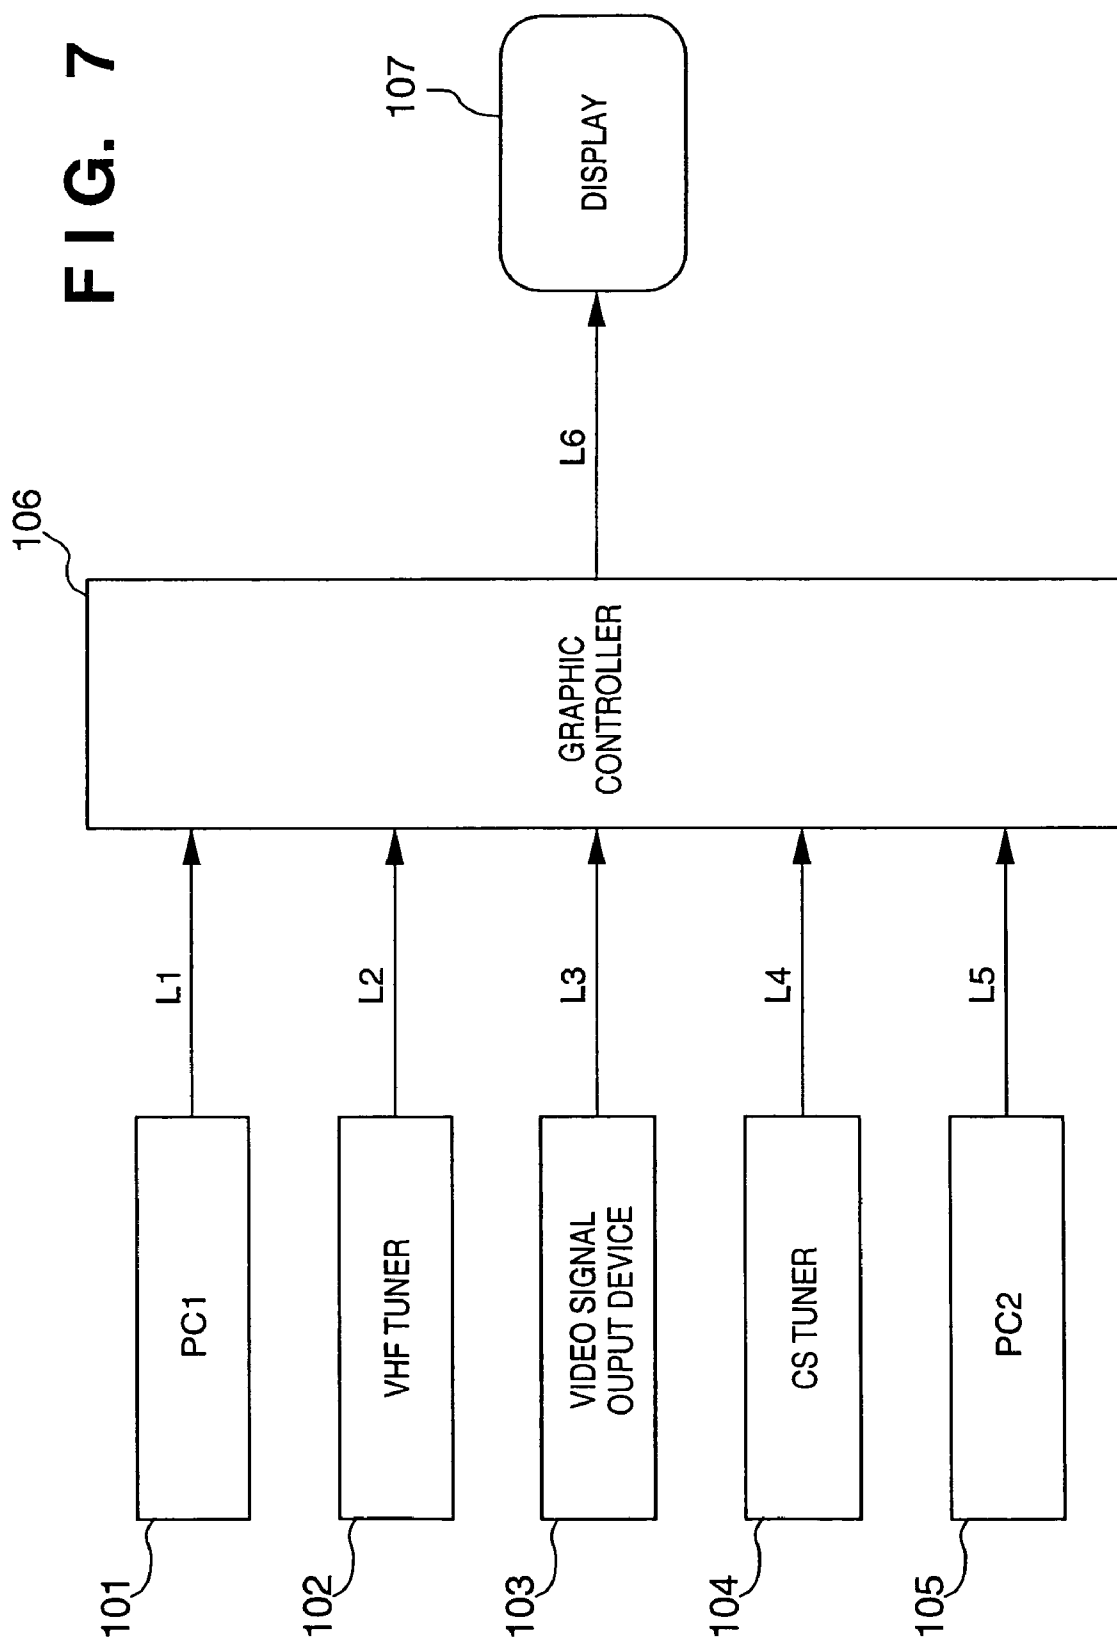 FIG. 7
101
PC1
L1
102
VHF TUNER
L2
103
VIDEO SIGNAL
OUPUT DEVICE
L3
104
CS TUNER
L4
105
PC2
L5
106
GRAPHIC
CONTROLLER
L6
107
DISPLAY